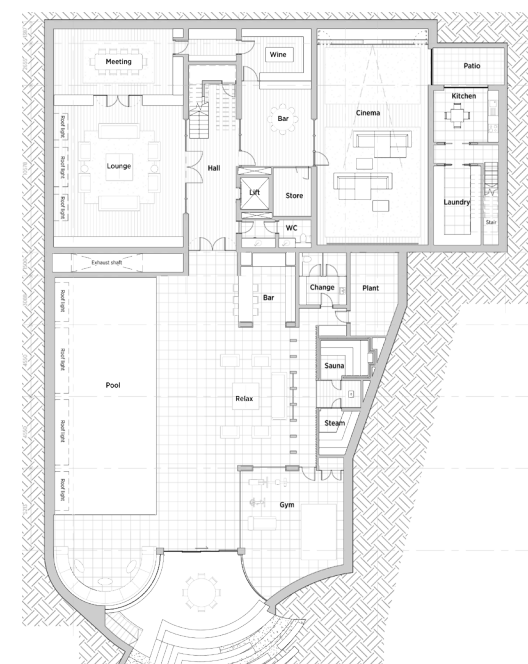 Meeting
Wine
Patio
Kitchen
Roof light
Bar
Cinema
Roof light
Lounge
Hall
Lift
Store
Laundry
Roof light
WC
Stair
Exhaust shaft
Roof light
Bar
Change
Plant
Roof light
Sauna
Pool
Relax
Roof light
Steam
Roof light
Gym